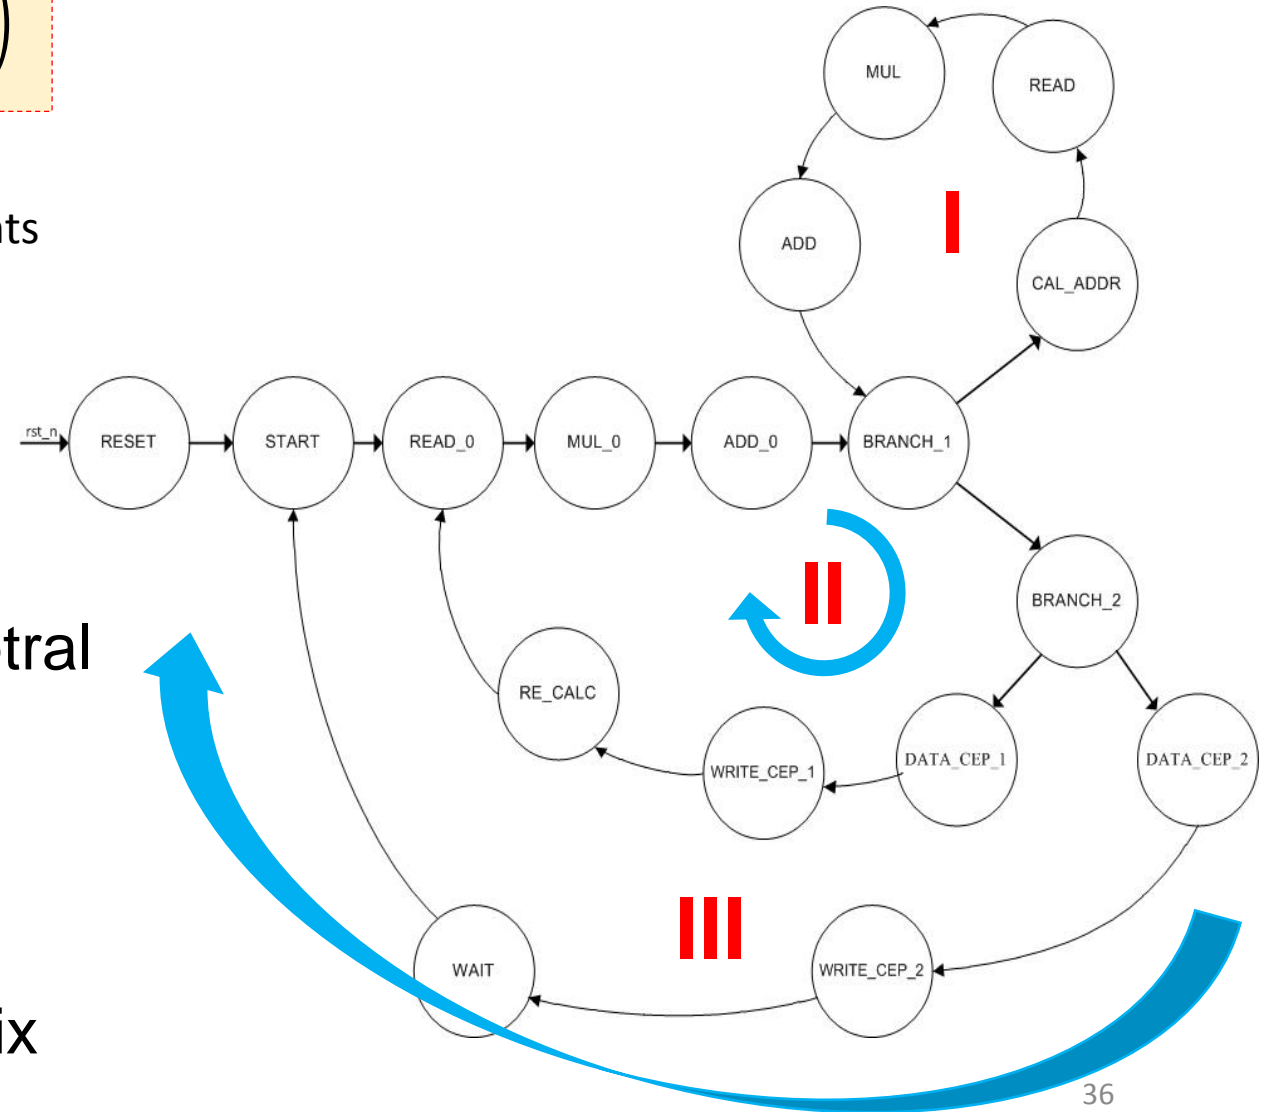 )
nts
tral
ix
MUL
READ
ADD
I
CAL_ADDR
rst_n
RESET
START
READ_0
MUL_0
ADD_0
BRANCH_1
II
BRANCH_2
RE_CALC
WRITE_CEP_1
DATA_CEP_1
DATA_CEP_2
III
WAIT
WRITE_CEP_2
36